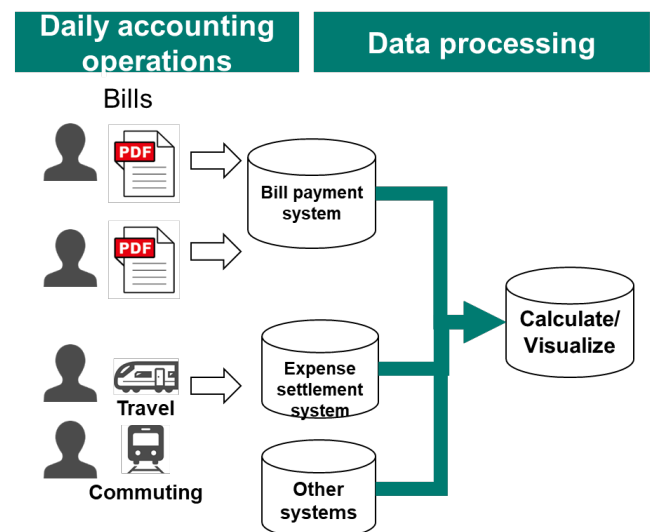 Daily accounting
operations
Data processing
Bills
PDF
Bill payment
system
PDF
Calculate/
Visualize
Expense
settlement
system
Travel
Commuting
Other
systems